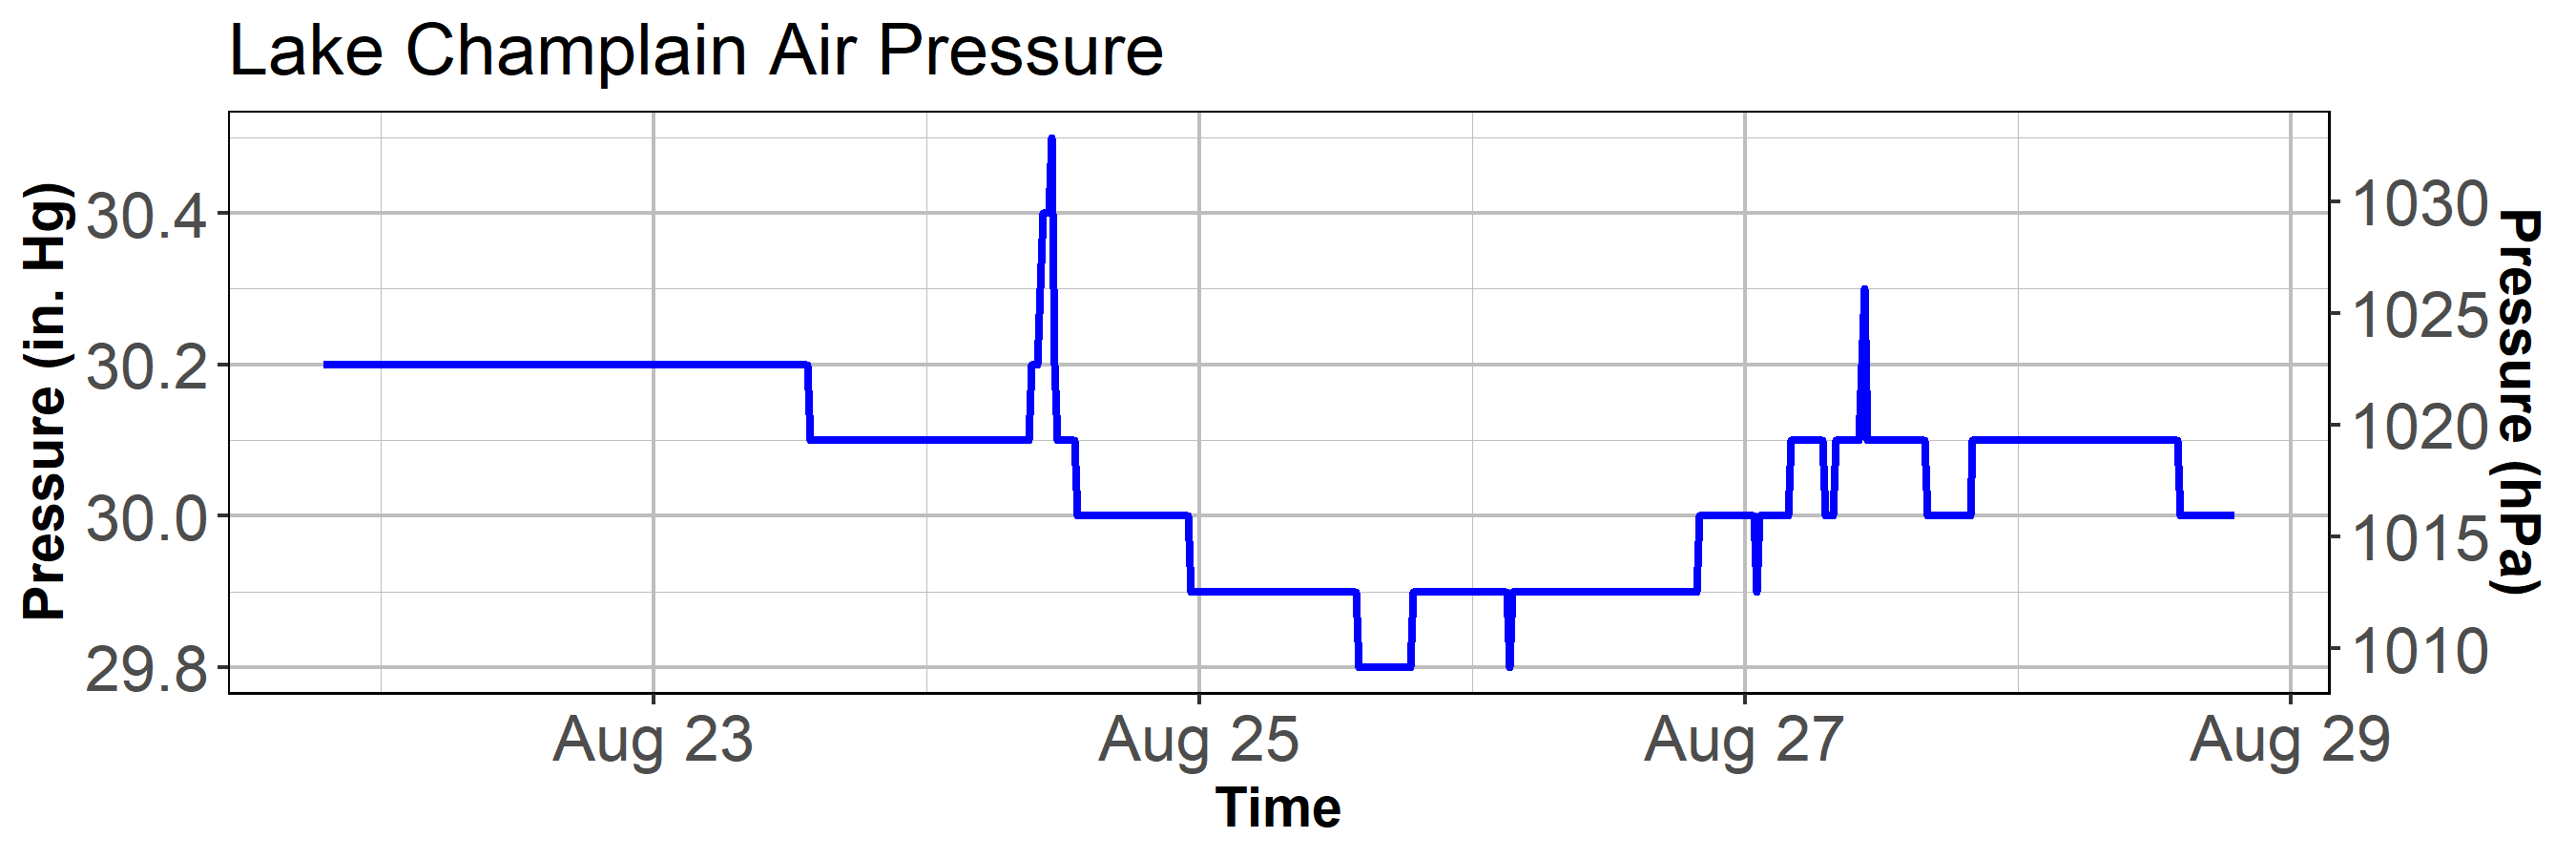 Lake Champlain Air Pressure
Pressure (in. Hg)
30.4
30.2
30.0
29.8
1030
1025
1020
1015
1010
Pressure (hPa)
Aug 23
Aug 25
Aug 27
Aug 29
Time